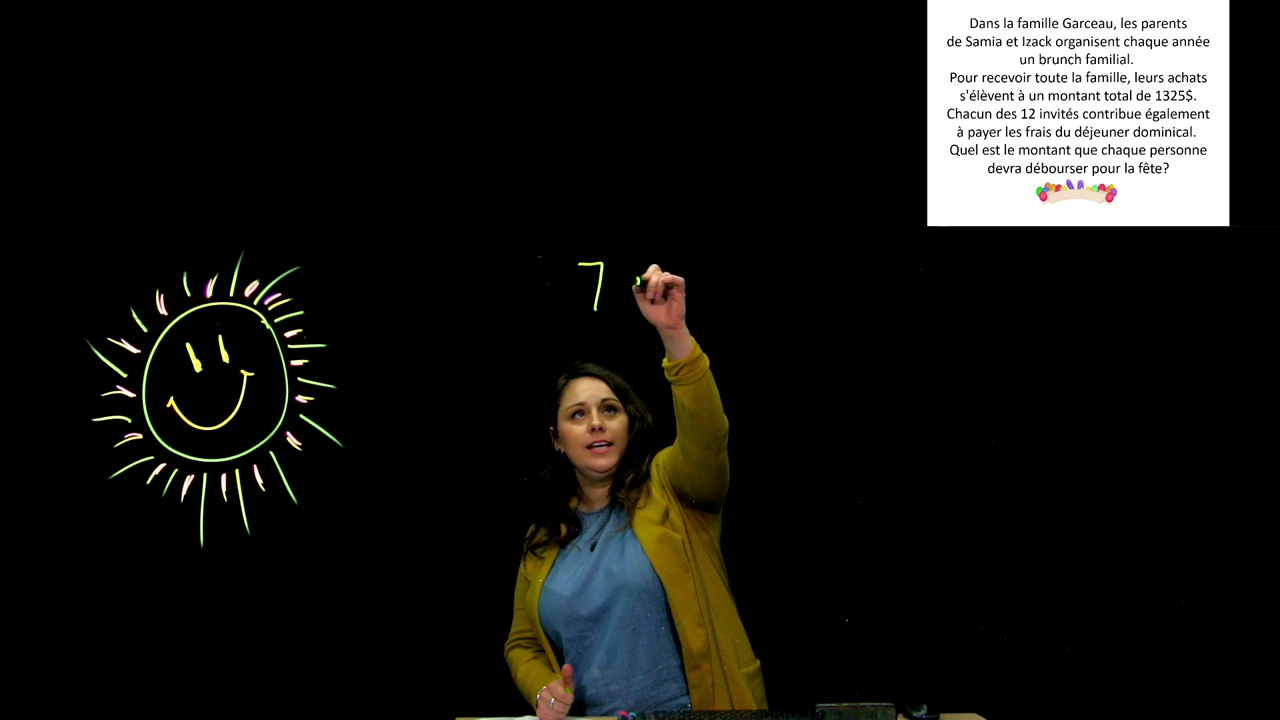 Dans la famille Garceau, les parents
de Samia et Izack organisent chaque année
un brunch familial.
Pour recevoir toute la famille, leurs achats
s'élèvent à un montant total de 1325$.
Chacun des 12 invités contribue également
à payer les frais du déjeuner dominical.
Quel est le montant que chaque personne
devra débourser pour la fête?
7